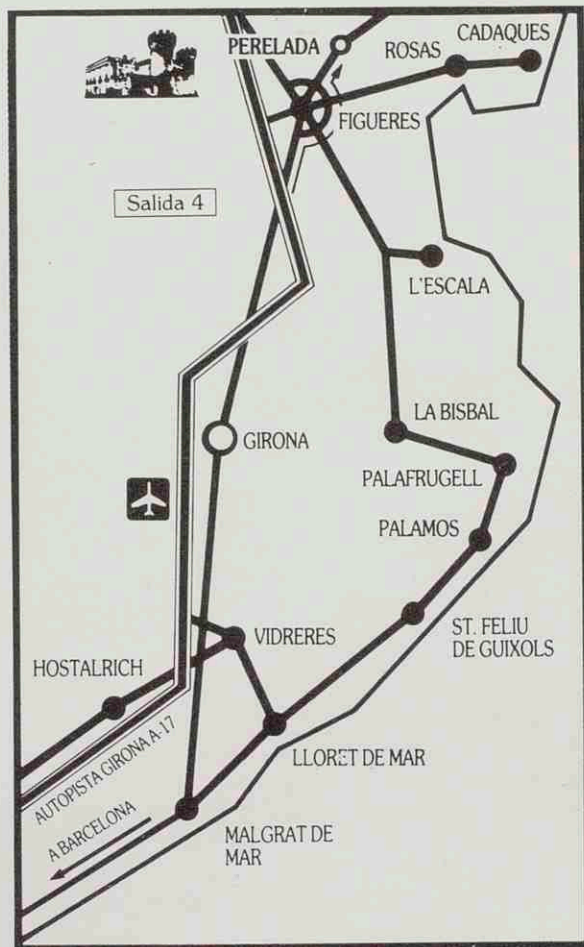 PERELADA
ROSAS
CADAQUES
FIGUERES
Salida 4
L'ESCALA
LA BISBAL
GIRONA
PALAFRUGELL
PALAMOS
ST. FELIU
DE GUIXOLS
VIDRERES
HOSTALRICH
LLORET DE MAR
AUTOPISTA GIRONA A-17
A BARCELONA
MALGRAT DE
MAR